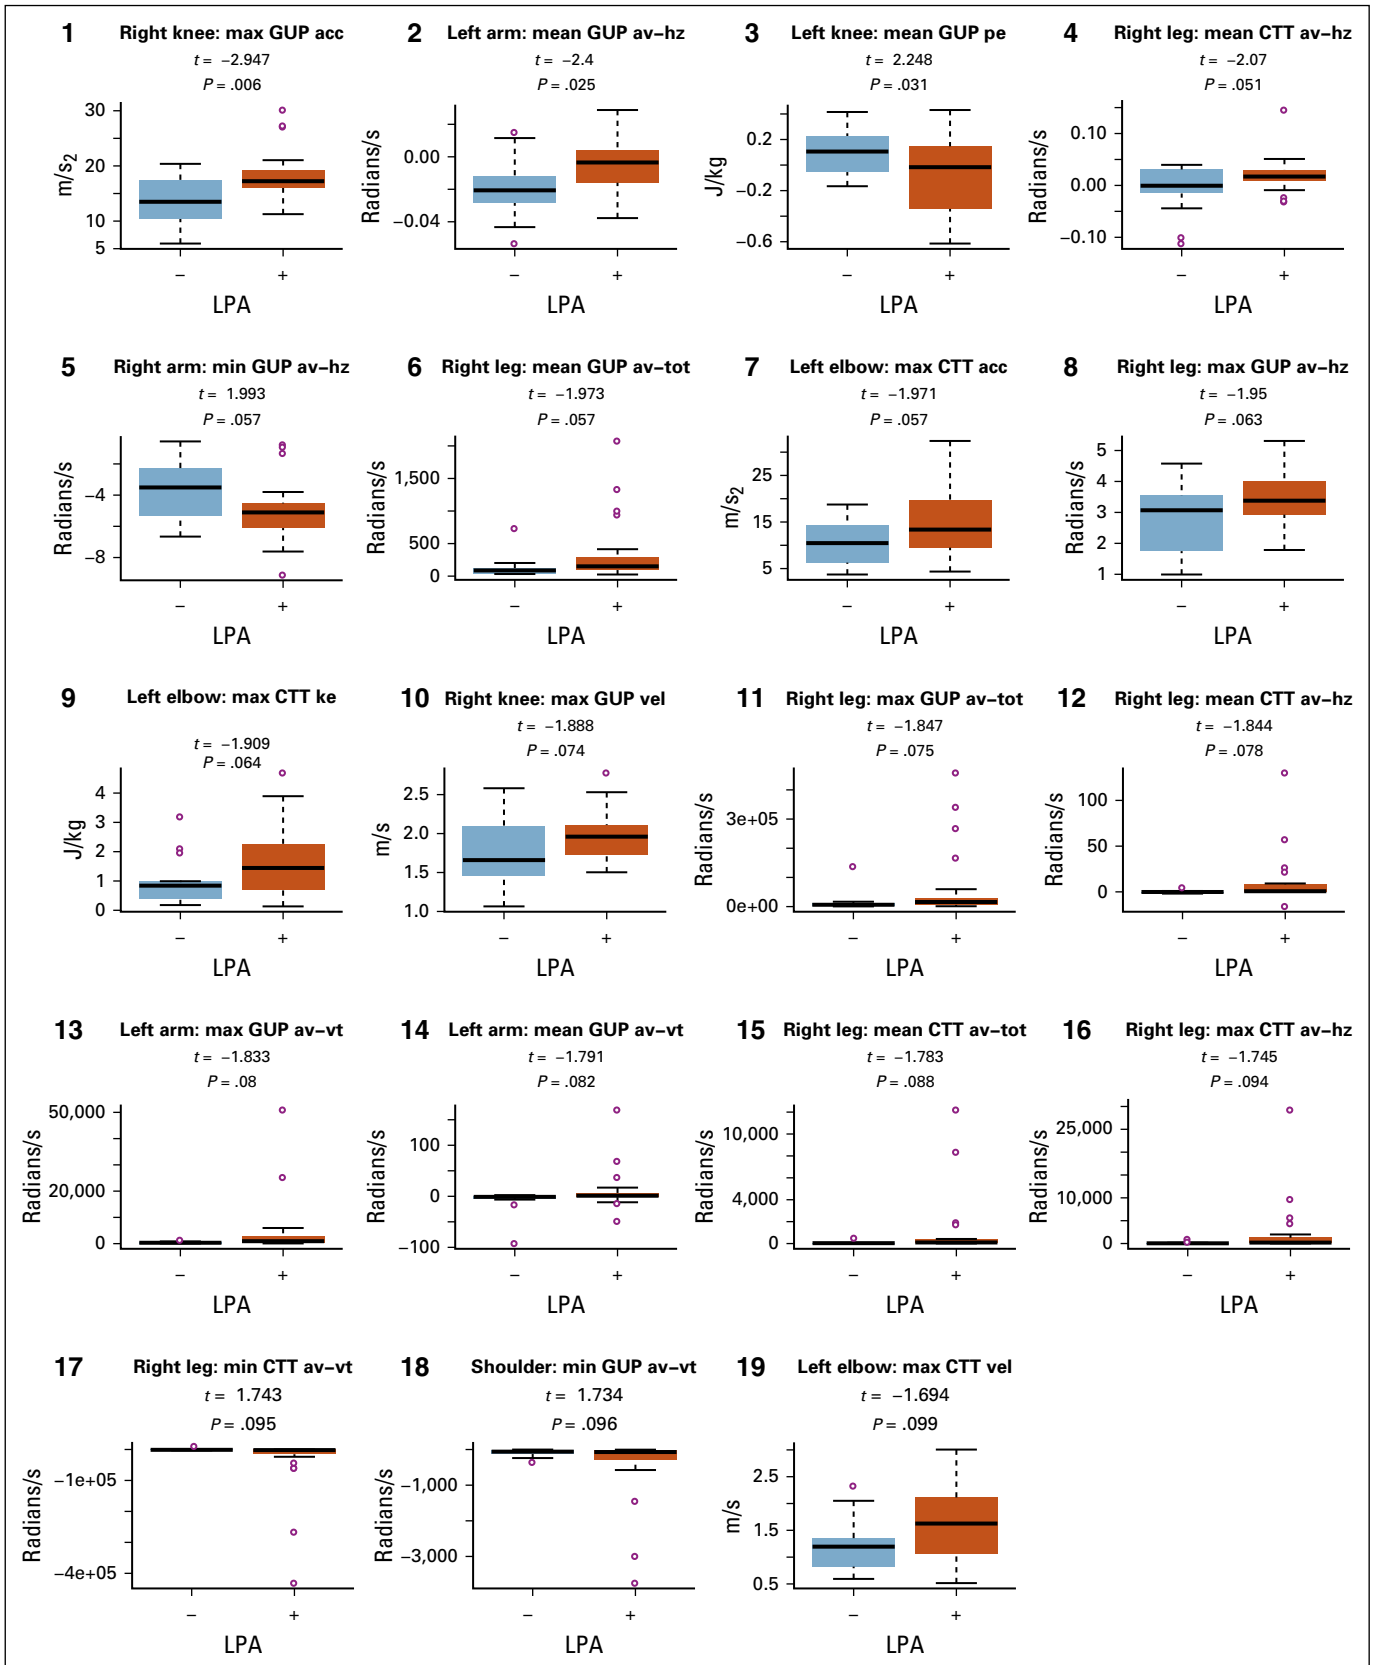 1 Right knee: max GUP acc
t = −2.947
P = .006
m/s2
30
20
10
5
− +
LPA
2 Left arm: mean GUP av−hz
t = −2.4
P = .025
Radians/s
0.00
−0.04
− +
LPA
3 Left knee: mean GUP pe
t = 2.248
P = .031
J/kg
0.2
−0.2
−0.6
− +
LPA
4 Right leg: mean CTT av−hz
t = −2.07
P = .051
Radians/s
0.10
0.00
−0.10
− +
LPA
5 Right arm: min GUP av−hz
t = 1.993
P = .057
Radians/s
−4
−8
− +
LPA
6 Right leg: mean GUP av−tot
t = −1.973
P = .057
Radians/s
1,500
500
0
− +
LPA
7 Left elbow: max CTT acc
t = −1.971
P = .057
m/s2
25
15
5
− +
LPA
8 Right leg: max GUP av−hz
t = −1.95
P = .063
Radians/s
5
4
3
2
1
− +
LPA
9 Left elbow: max CTT ke
t = −1.909
P = .064
J/kg
4
3
2
1
0
− +
LPA
10 Right knee: max GUP vel
t = −1.888
P = .074
m/s
2.5
2.0
1.5
1.0
− +
LPA
11 Right leg: max GUP av−tot
t = −1.847
P = .075
Radians/s
3e+05
0e+00
− +
LPA
12 Right leg: mean CTT av−hz
t = −1.844
P = .078
Radians/s
100
50
0
− +
LPA
13 Left arm: max GUP av−vt
t = −1.833
P = .08
Radians/s
50,000
20,000
0
− +
LPA
14 Left arm: mean GUP av−vt
t = −1.791
P = .082
Radians/s
100
0
−100
− +
LPA
15 Right leg: mean CTT av−tot
t = −1.783
P = .088
Radians/s
10,000
4,000
0
− +
LPA
16 Right leg: max CTT av−hz
t = −1.745
P = .094
Radians/s
25,000
10,000
0
− +
LPA
17 Right leg: min CTT av−vt
t = 1.743
P = .095
Radians/s
−1e+05
−4e+05
− +
LPA
18 Shoulder: min GUP av−vt
t = 1.734
P = .096
Radians/s
−1,000
−3,000
− +
LPA
19 Left elbow: max CTT vel
t = −1.694
P = .099
m/s
2.5
1.5
0.5
− +
LPA